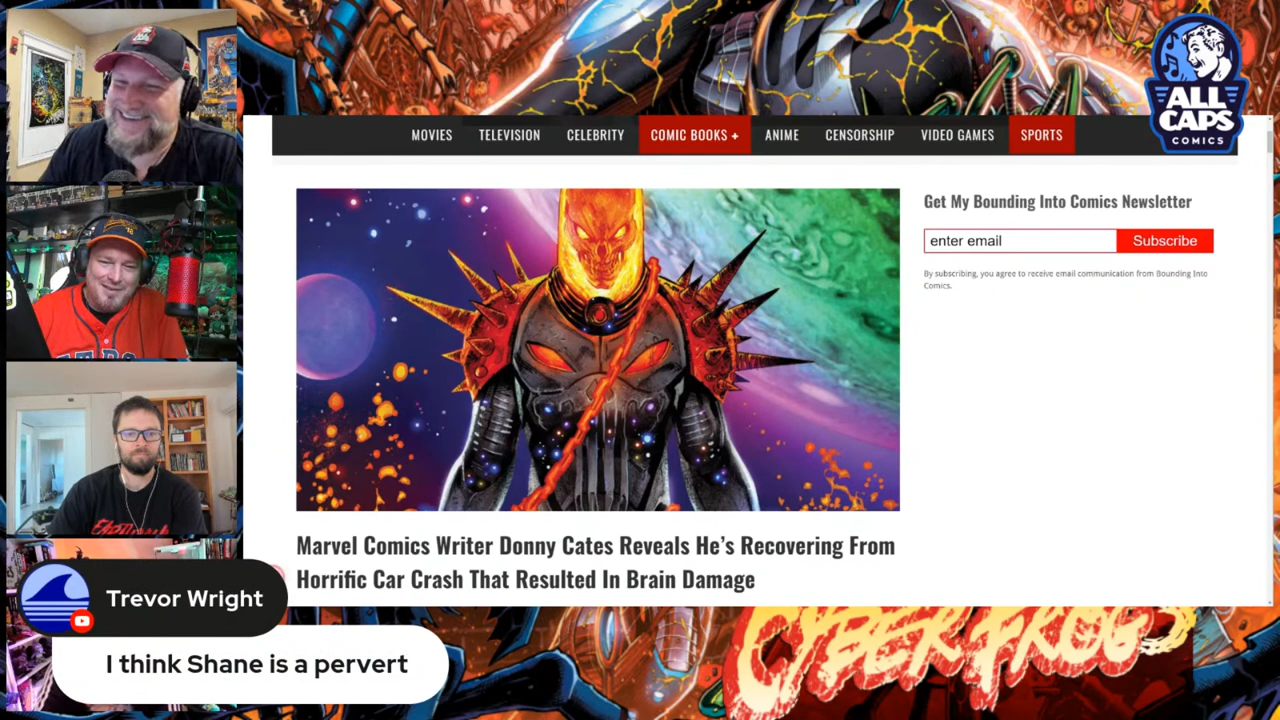 MOVIES TELEVISION CELEBRITY COMIC BOOKS + ANIME CENSORSHIP VIDEO GAMES SPORTS
ALL
CAPS
COMICS
Get My Bounding Into Comics Newsletter
enter email Subscribe
By subscribing, you agree to receive email communication from Bounding Into
Comics.
Marvel Comics Writer Donny Cates Reveals He’s Recovering From
Horrific Car Crash That Resulted In Brain Damage
Trevor Wright
I think Shane is a pervert
CYBERFROG